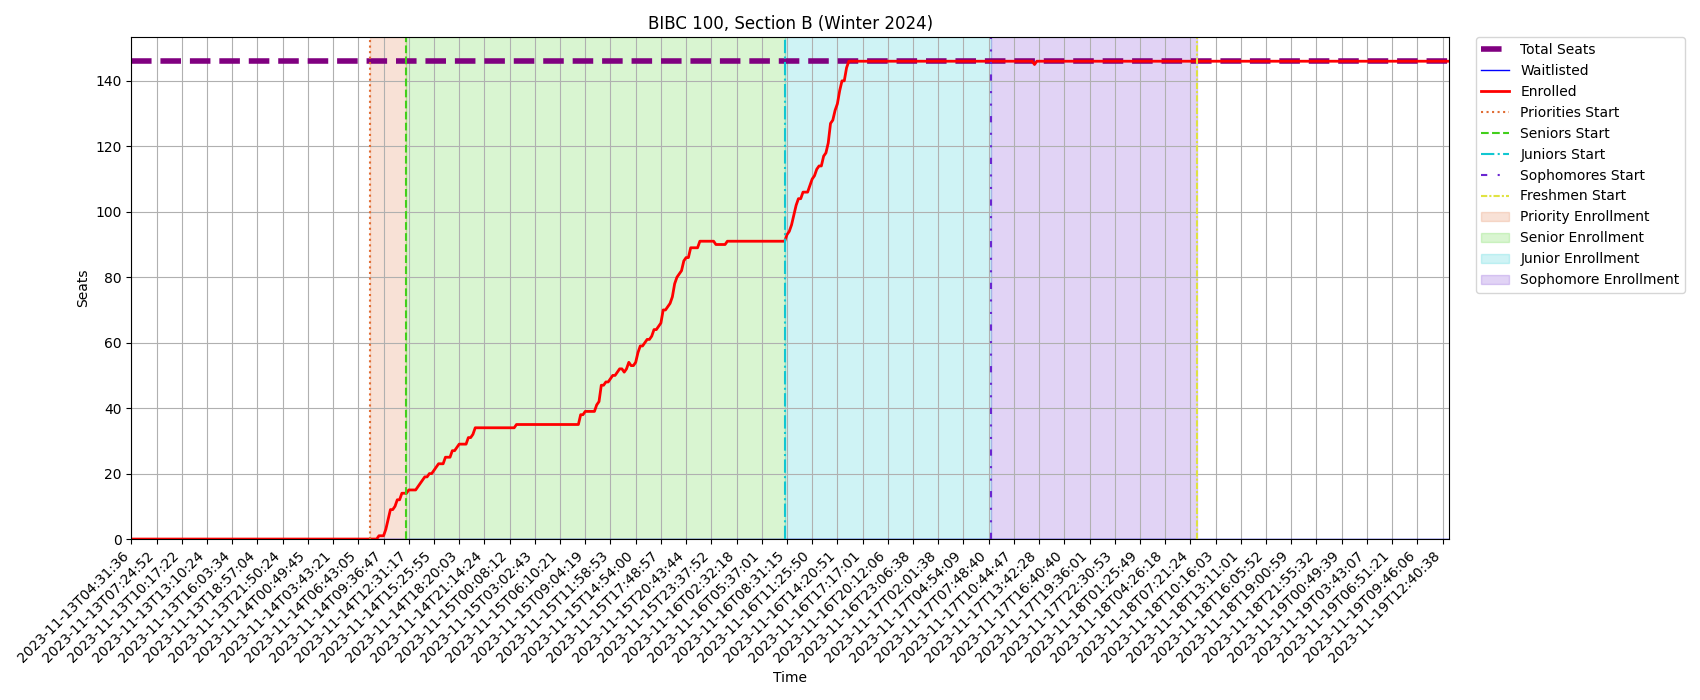 BIBC 100, Section B (Winter 2024)
Seats
140
120
100
80
60
40
20
0
2023-11-13T04:31:36
2023-11-13T07:24:52
2023-11-13T10:17:22
2023-11-13T13:10:24
2023-11-13T16:03:34
2023-11-13T18:57:04
2023-11-13T21:50:24
2023-11-14T00:49:45
2023-11-14T03:43:21
2023-11-14T06:43:05
2023-11-14T09:36:47
2023-11-14T12:31:17
2023-11-14T15:25:55
2023-11-14T18:20:03
2023-11-14T21:14:24
2023-11-15T00:08:12
2023-11-15T03:02:43
2023-11-15T06:10:21
2023-11-15T09:04:19
2023-11-15T11:58:53
2023-11-15T14:54:00
2023-11-15T17:48:57
2023-11-15T20:43:44
2023-11-15T23:37:52
2023-11-16T02:32:18
2023-11-16T05:37:01
2023-11-16T08:31:15
2023-11-16T11:25:50
2023-11-16T14:20:51
2023-11-16T17:17:01
2023-11-16T20:12:06
2023-11-16T23:06:38
2023-11-17T02:01:38
2023-11-17T04:54:09
2023-11-17T07:48:40
2023-11-17T10:44:47
2023-11-17T13:42:28
2023-11-17T16:40:40
2023-11-17T19:36:01
2023-11-17T22:30:53
2023-11-18T01:25:49
2023-11-18T04:26:18
2023-11-18T07:21:24
2023-11-18T10:16:03
2023-11-18T13:11:01
2023-11-18T16:05:52
2023-11-18T19:00:59
2023-11-18T21:55:32
2023-11-19T00:49:39
2023-11-19T03:43:07
2023-11-19T06:51:21
2023-11-19T09:46:06
2023-11-19T12:40:38
Time
Total Seats
Waitlisted
Enrolled
Priorities Start
Seniors Start
Juniors Start
Sophomores Start
Freshmen Start
Priority Enrollment
Senior Enrollment
Junior Enrollment
Sophomore Enrollment